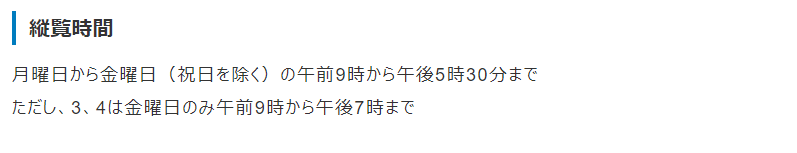 縦覧時間
月曜日から金曜日（祝日を除く）の午前9時から午後5時30分まで
ただし、3、4は金曜日のみ午前9時から午後7時まで